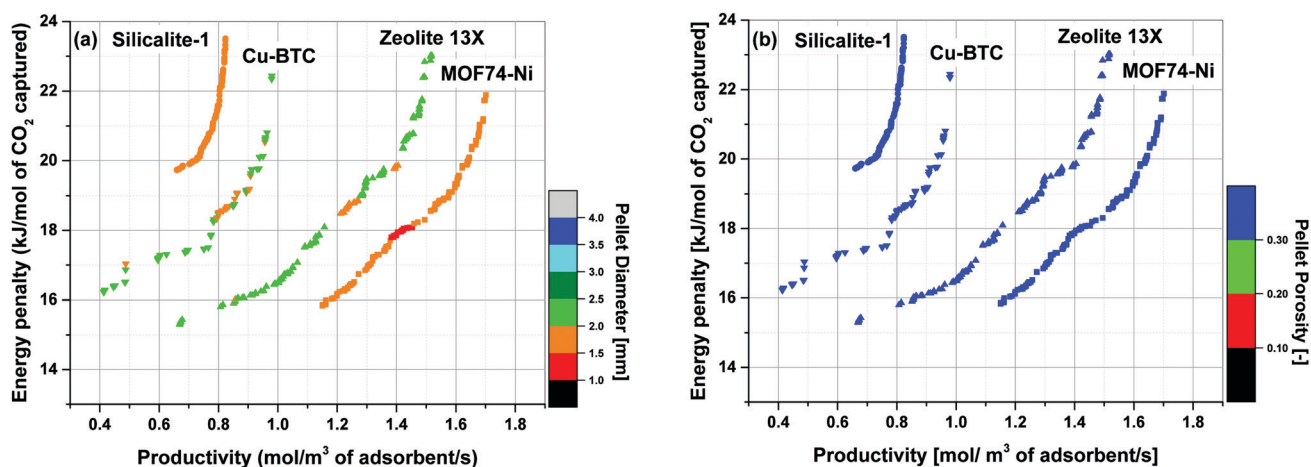 (a)
Silicalite-1
Cu-BTC
Zeolite 13X
MOF74-Ni
Energy penalty (kJ/mol of CO₂ captured)
24
22
20
18
16
14
0.4 0.6 0.8 1.0 1.2 1.4 1.6 1.8
Productivity (mol/m³ of adsorbent/s)
4.0
3.5
3.0
2.5
2.0
1.5
1.0
Pellet Diameter [mm]
(b)
Silicalite-1
Cu-BTC
Zeolite 13X
MOF74-Ni
Energy penalty [kJ/mol of CO₂ captured]
24
22
20
18
16
14
0.4 0.6 0.8 1.0 1.2 1.4 1.6 1.8
Productivity [mol/ m³ of adsorbent/s]
0.30
0.20
0.10
Pellet Porosity [-]